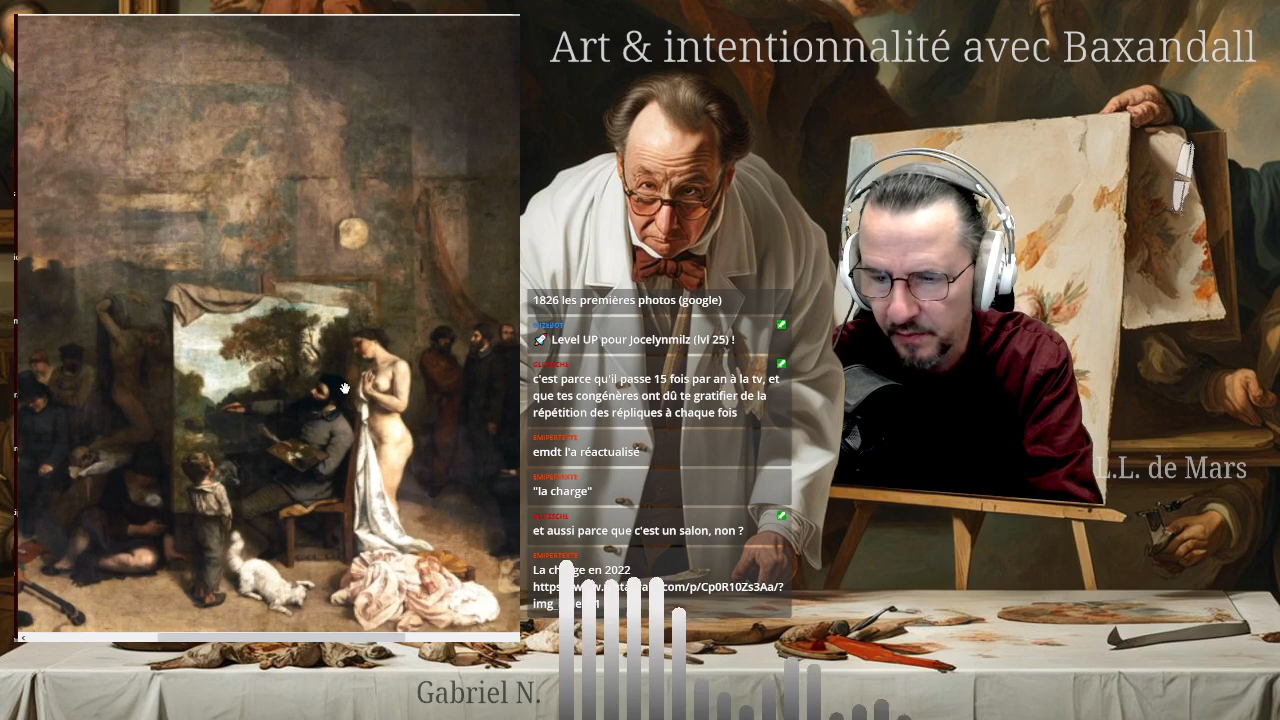 Art & intentionnalité avec Baxandall
1826 les premières photos (google)
WIZEBOT
Level UP pour Jocelynmilz (lvl 25) !
c'est parce qu'il passe 15 fois par an à la tv, et
que tes congénères ont dû te gratifier de la
répétition des répliques à chaque fois
emdt l'a réactualisé
"la charge"
et aussi parce que c'est un salon, non ?
La charge en 2022
L.L. de Mars
Gabriel N.